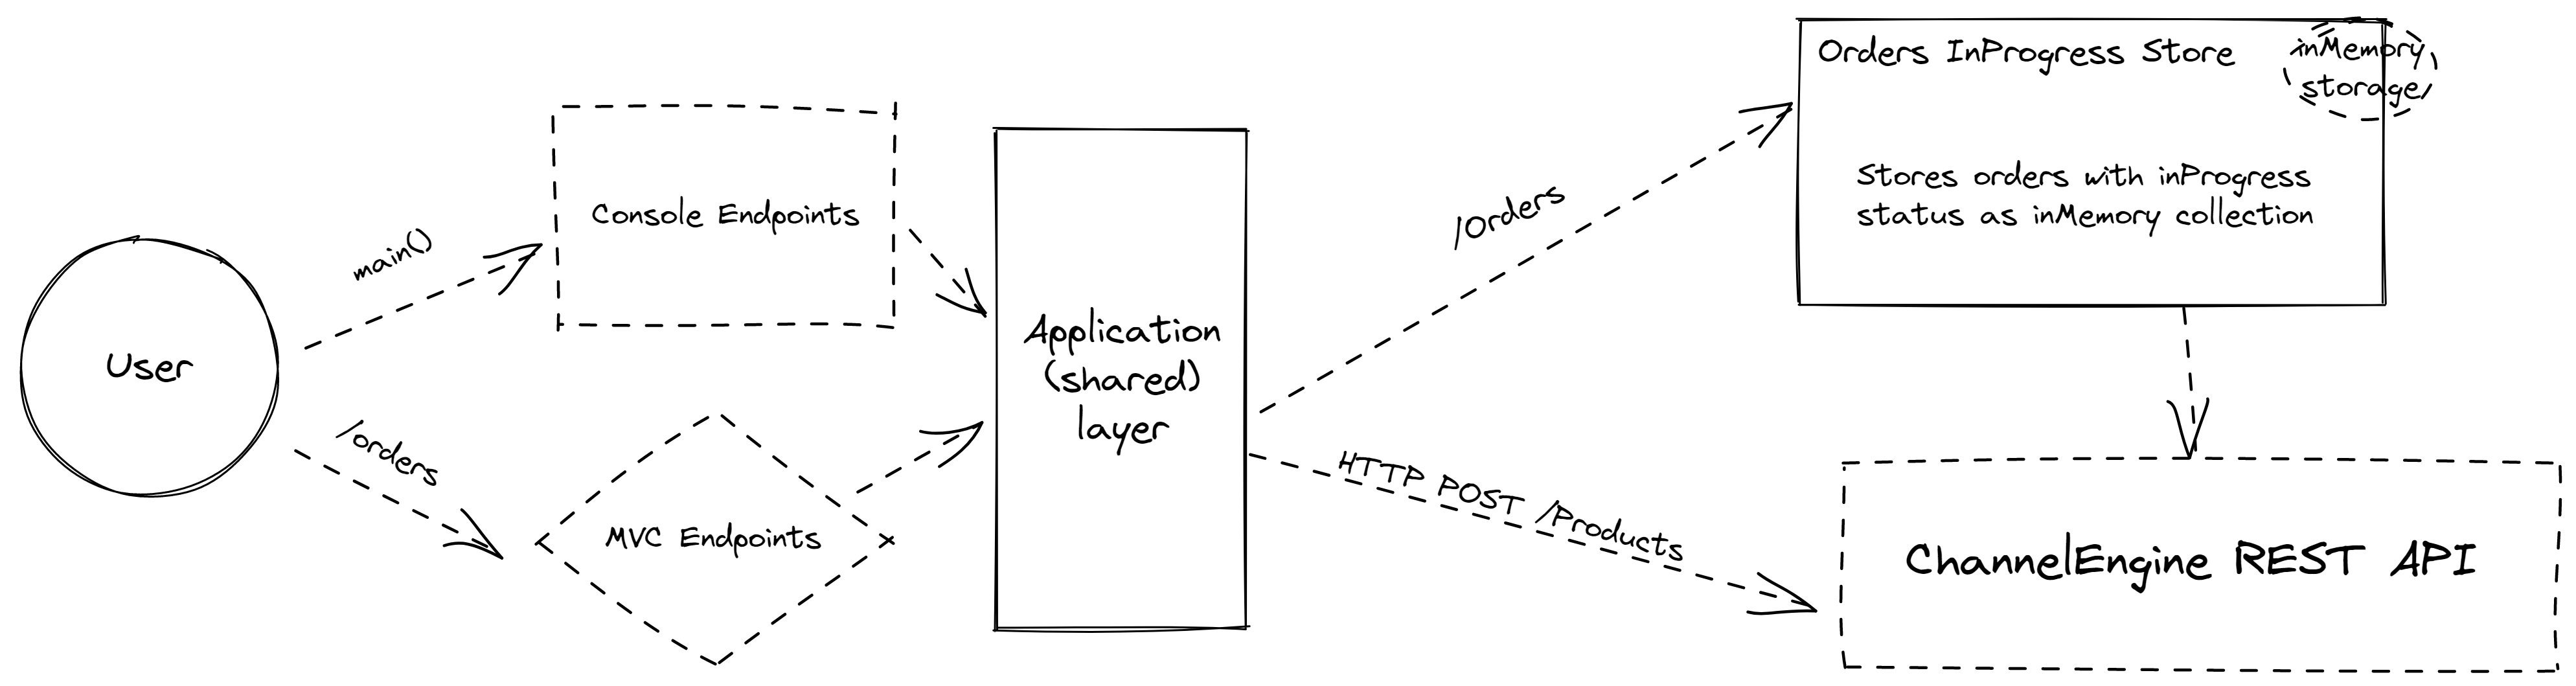 Orders InProgress Store
inMemory
storage
Stores orders with inProgress
status as inMemory collection
/Orders
Console Endpoints
main()
User
/orders
MVC Endpoints
Application
(shared)
layer
HTTP POST /Products
ChannelEngine REST API